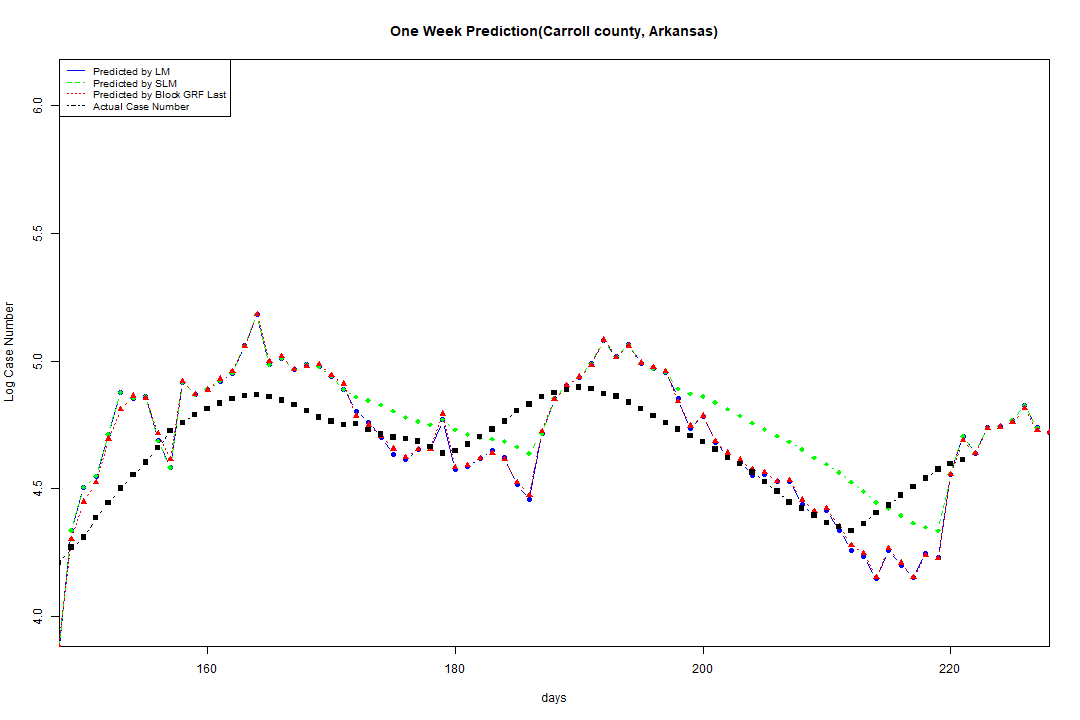 One Week Prediction(Carroll county, Arkansas)
Predicted by LM
Predicted by SLM
Predicted by Block GRF Last
Actual Case Number
6.0
5.5
5.0
4.5
4.0
Log Case Number
160 180 200 220
days